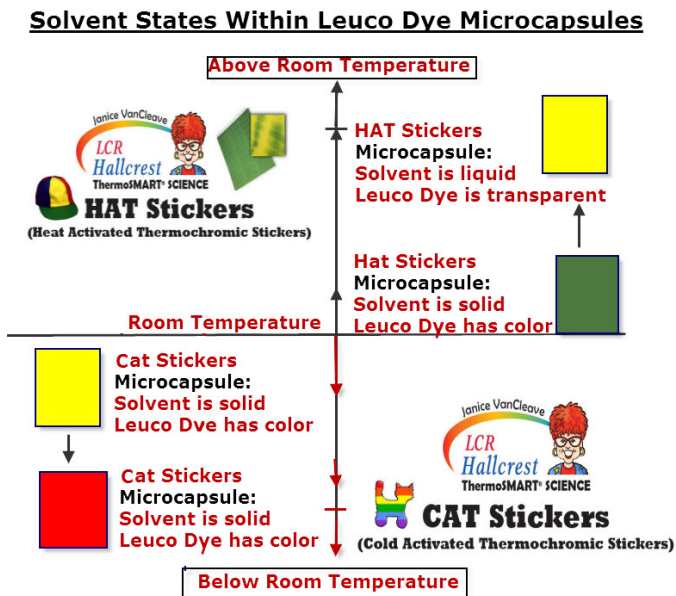 Solvent States Within Leuco Dye Microcapsules
Above Room Temperature
Janice VanCleave
LCR
Hallcrest
ThermoSMART® SCIENCE
HAT Stickers
(Heat Activated Thermochromic Stickers)
HAT Stickers
Microcapsule:
Solvent is liquid
Leuco Dye is transparent
Hat Stickers
Microcapsule:
Solvent is solid
Leuco Dye has color
Room Temperature
Cat Stickers
Microcapsule:
Solvent is solid
Leuco Dve has color
Cat Stickers
Microcapsule:
Solvent is solid
Leuco Dye has color
Janice VanCleave
LCR
Hallcrest
ThermoSMART® SCIENCE
CAT Stickers
(Cold Activated Thermochromic Stickers)
Below Room Temperature